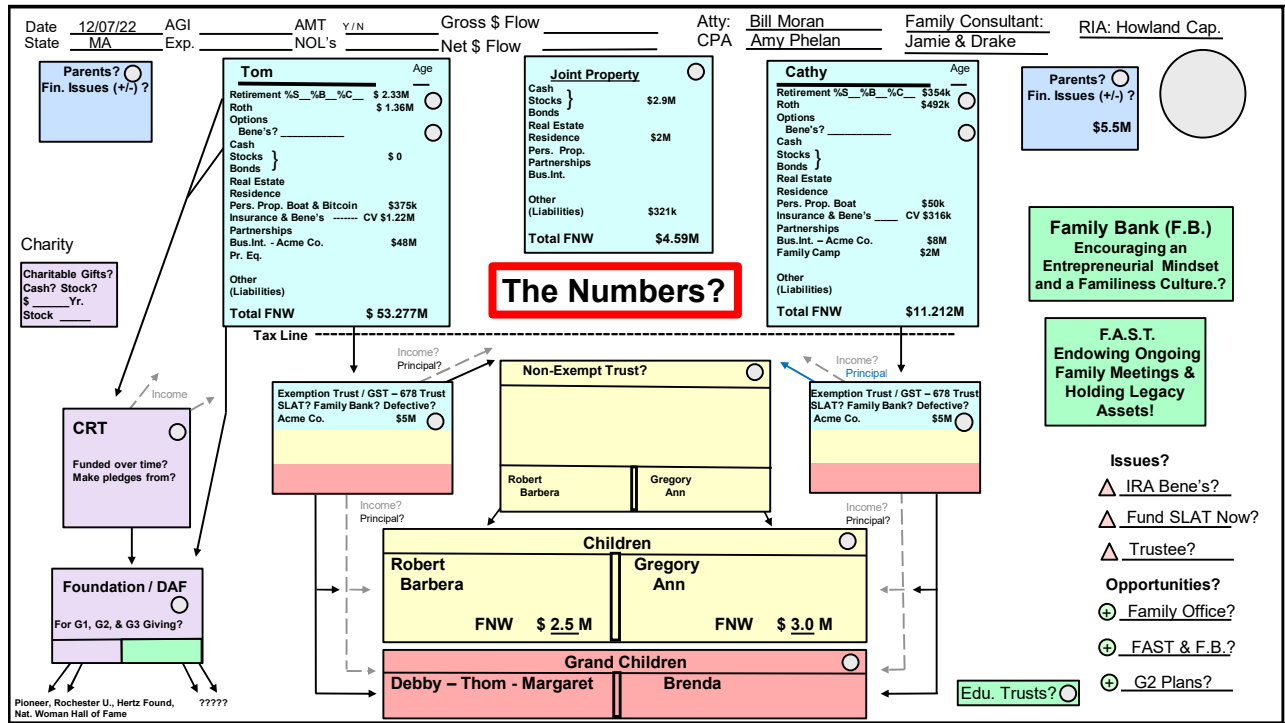 Date 12/07/22 AGI AMT Y / N Gross $ Flow Atty: Bill Moran Family Consultant: RIA: Howland Cap.
State MA Exp. NOL's Net $ Flow CPA Amy Phelan Jamie & Drake
Parents?
Fin. Issues (+/-) ?
Tom Age
Retirement %S__%B__%C__ $ 2.33M
Roth $ 1.36M
Options
Bene's? ___________
Cash
Stocks } $ 0
Bonds
Real Estate
Residence
Pers. Prop. Boat & Bitcoin $375k
Insurance & Bene's ------- CV $1.22M
Partnerships
Bus.Int. - Acme Co. $48M
Pr. Eq.
Other
(Liabilities)
Total FNW $ 53.277M
Joint Property
Cash
Stocks } $2.9M
Bonds
Real Estate
Residence $2M
Pers. Prop.
Partnerships
Bus.Int.
Other
(Liabilities) $321k
Total FNW $4.59M
Cathy Age
Retirement %S__%B__%C__ $354k
Roth $492k
Options
Bene's? ___________
Cash
Stocks }
Bonds
Real Estate
Residence
Pers. Prop. Boat $50k
Insurance & Bene's ____ CV $316k
Partnerships
Bus.Int. – Acme Co. $8M
Family Camp $2M
Other
(Liabilities)
Total FNW $11.212M
Parents?
Fin. Issues (+/-) ?
$5.5M
Charity
Charitable Gifts?
Cash? Stock?
$ ______Yr.
Stock _____
The Numbers?
Tax Line
Family Bank (F.B.)
Encouraging an
Entrepreneurial Mindset
and a Familiness Culture.?
F.A.S.T.
Endowing Ongoing
Family Meetings &
Holding Legacy
Assets!
Income?
Principal?
Income
CRT
Funded over time?
Make pledges from?
Exemption Trust / GST – 678 Trust
SLAT? Family Bank? Defective?
Acme Co. $5M
Non-Exempt Trust?
Robert
Barbera
Gregory
Ann
Income?
Principal
Exemption Trust / GST – 678 Trust
SLAT? Family Bank? Defective?
Acme Co. $5M
Income?
Principal?
Income?
Principal?
Children
Robert
Barbera
FNW $ 2.5 M
Gregory
Ann
FNW $ 3.0 M
Grand Children
Debby – Thom - Margaret
Brenda
Foundation / DAF
For G1, G2, & G3 Giving?
Pioneer, Rochester U., Hertz Found,
Nat. Woman Hall of Fame
?????
Edu. Trusts?
Issues?
IRA Bene's?
Fund SLAT Now?
Trustee?
Opportunities?
+ Family Office?
+ FAST & F.B.?
+ G2 Plans?